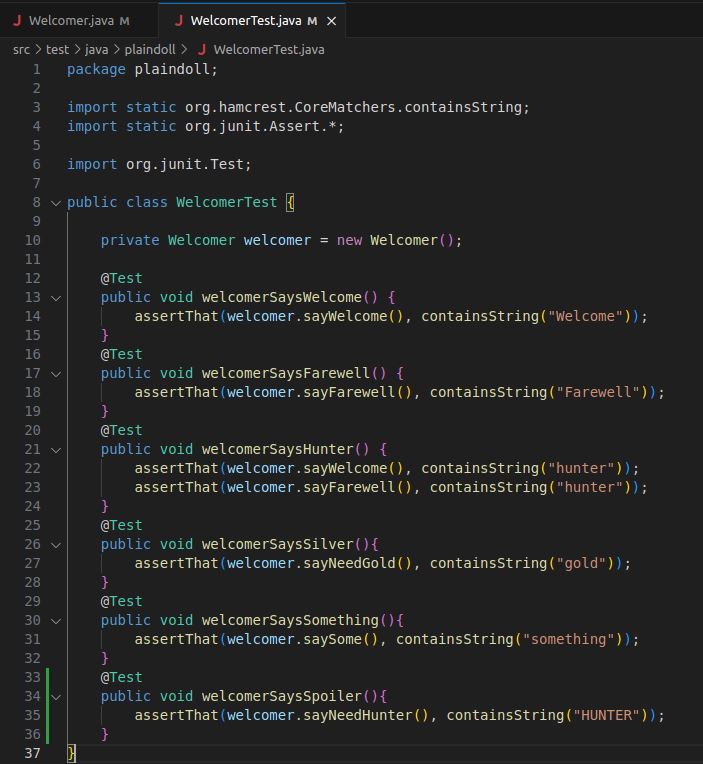 J Welcomer.java M J WelcomerTest.java M ×
src > test > java > plaindoll > J WelcomerTest.java
1 package plaindoll;
2
3 import static org.hamcrest.CoreMatchers.containsString;
4 import static org.junit.Assert.*;
5
6 import org.junit.Test;
7
8 public class WelcomerTest {
9
10     private Welcomer welcomer = new Welcomer();
11
12     @Test
13     public void welcomerSaysWelcome() {
14         assertThat(welcomer.sayWelcome(), containsString("Welcome"));
15     }
16     @Test
17     public void welcomerSaysFarewell() {
18         assertThat(welcomer.sayFarewell(), containsString("Farewell"));
19     }
20     @Test
21     public void welcomerSaysHunter() {
22         assertThat(welcomer.sayWelcome(), containsString("hunter"));
23         assertThat(welcomer.sayFarewell(), containsString("hunter"));
24     }
25     @Test
26     public void welcomerSaysSilver(){
27         assertThat(welcomer.sayNeedGold(), containsString("gold"));
28     }
29     @Test
30     public void welcomerSaysSomething(){
31         assertThat(welcomer.saySome(), containsString("something"));
32     }
33     @Test
34     public void welcomerSaysSpoiler(){
35         assertThat(welcomer.sayNeedHunter(), containsString("HUNTER"));
36     }
37 }